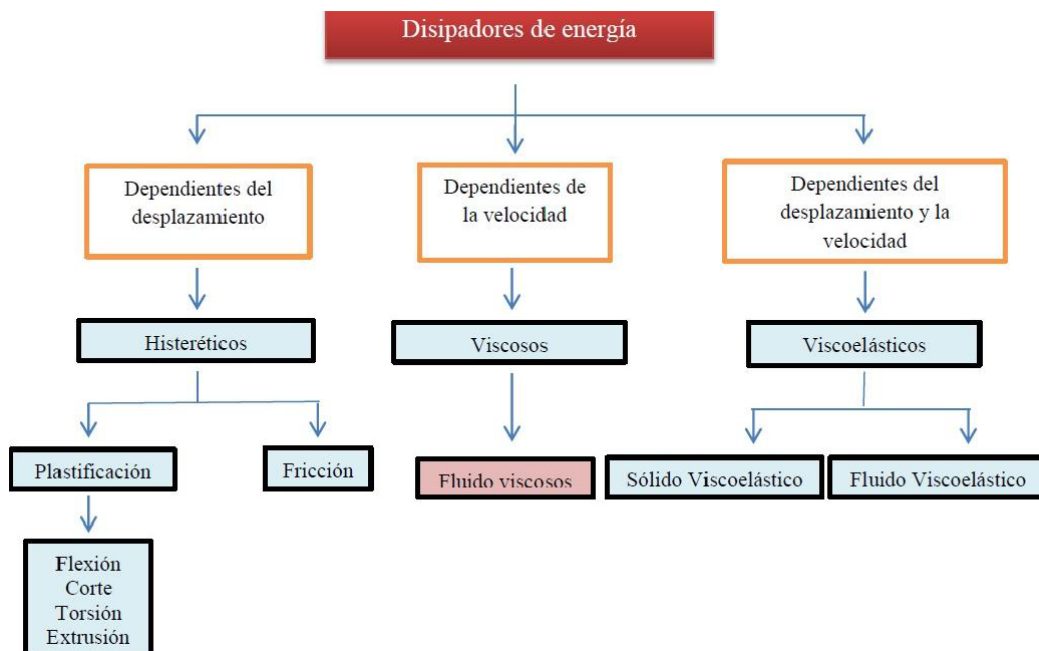 Disipadores de energía
Dependientes del
desplazamiento
Dependientes de
la velocidad
Dependientes del
desplazamiento y la
velocidad
Histeréticos
Viscosos
Viscoelásticos
Plastificación
Fricción
Fluido viscosos
Sólido Viscoelástico
Fluido Viscoelástico
Flexión
Corte
Torsión
Extrusión